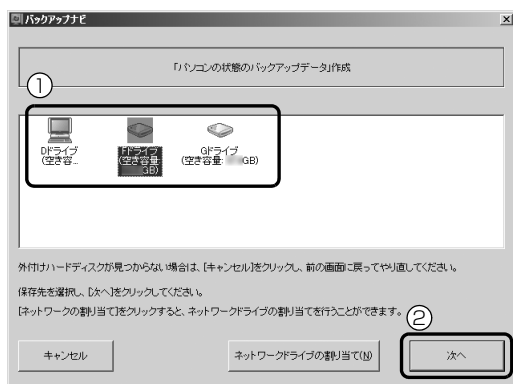 バックアップナビ
「パソコンの状態のバックアップデータ」作成
①
Dドライブ
(空き容...
Fドライブ
(空き容量:
GB)
Gドライブ
(空き容量: GB)
外付けハードディスクが見つからない場合は、[キャンセル]をクリックし、前の画面に戻ってやり直してください。
保存先を選択し、[次へ]をクリックしてください。
[ネットワークの割り当て]をクリックすると、ネットワークドライブの割り当てを行うことができます。
②
キャンセル
ネットワークドライブの割り当て(N)
次へ